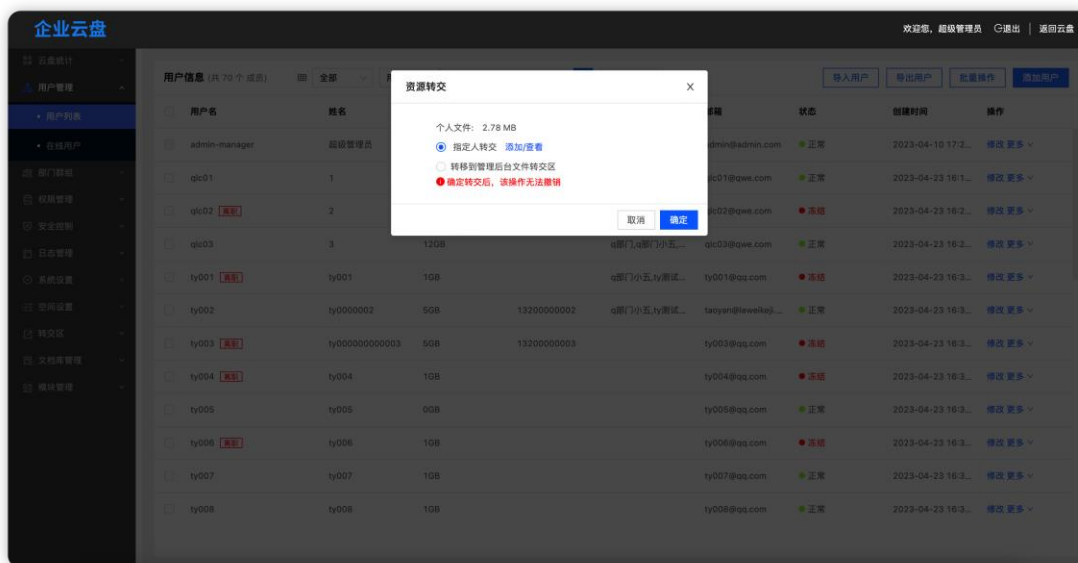 企业云盘
欢迎您, 超级管理员 退出 | 返回云盘
云盘统计
用户管理
用户列表
在线用户
部门群组
权限管理
安全控制
日志管理
系统设置
空间设置
转交区
文档库管理
模块管理
用户信息 (共 70 个 成员) 全部 导入用户 导出用户 批量操作 添加用户
资源转交
个人文件: 2.78 MB
指定人转交 添加/查看
转移到管理后台文件转交区
确定转交后, 该操作无法撤销
取消 确定
用户名 姓名 邮箱 状态 创建时间 操作
admin-manager 超级管理员 admin@admin.com 正常 2023-04-10 17:2... 修改 更多
qlc01 1 qlc01@qwe.com 正常 2023-04-23 16:1... 修改 更多
qlc02 离职 2 qlc02@qwe.com 冻结 2023-04-23 16:2... 修改 更多
qlc03 3 12GB q部门,q部门小五,... qlc03@qwe.com 正常 2023-04-23 16:2... 修改 更多
ty001 离职 ty001 1GB q部门小五,ty测试... ty001@qq.com 冻结 2023-04-23 16:3... 修改 更多
ty002 ty0000002 5GB 13200000002 q部门小五,ty测试... taoyan@leweikeji.... 正常 2023-04-23 16:3... 修改 更多
ty003 离职 ty000000000003 5GB 13200000003 ty003@qq.com 冻结 2023-04-23 16:3... 修改 更多
ty004 离职 ty004 1GB ty004@qq.com 冻结 2023-04-23 16:3... 修改 更多
ty005 ty005 0GB ty005@qq.com 正常 2023-04-23 16:3... 修改 更多
ty006 离职 ty006 1GB ty006@qq.com 冻结 2023-04-23 16:3... 修改 更多
ty007 ty007 1GB ty007@qq.com 正常 2023-04-23 16:3... 修改 更多
ty008 ty008 1GB ty008@qq.com 正常 2023-04-23 16:3... 修改 更多